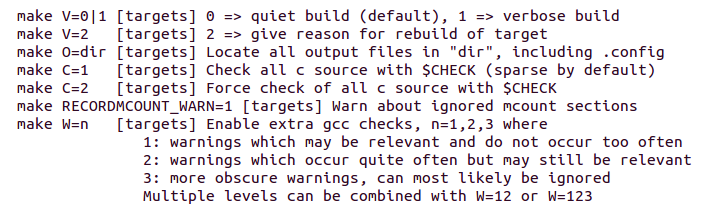 make V=0|1 [targets] 0 => quiet build (default), 1 => verbose build
make V=2   [targets] 2 => give reason for rebuild of target
make O=dir [targets] Locate all output files in "dir", including .config
make C=1   [targets] Check all c source with $CHECK (sparse by default)
make C=2   [targets] Force check of all c source with $CHECK
make RECORDMCOUNT_WARN=1 [targets] Warn about ignored mcount sections
make W=n   [targets] Enable extra gcc checks, n=1,2,3 where
1: warnings which may be relevant and do not occur too often
2: warnings which occur quite often but may still be relevant
3: more obscure warnings, can most likely be ignored
Multiple levels can be combined with W=12 or W=123